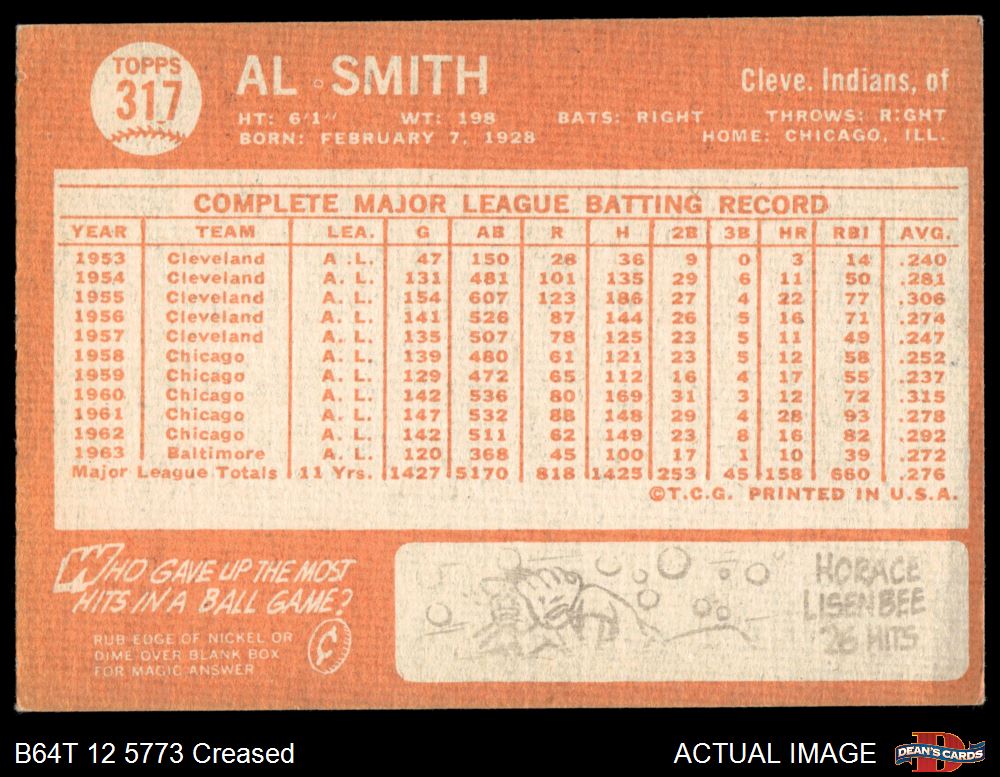 TOPPS
317
AL SMITH
Cleve. Indians, of
HT: 6'1" WT: 198 BATS: RIGHT THROWS: RIGHT
BORN: FEBRUARY 7, 1928 HOME: CHICAGO, ILL.
COMPLETE MAJOR LEAGUE BATTING RECORD
YEAR TEAM LEA. G AB R H 2B 3B HR RBI AVG.
1953 Cleveland A.L. 47 150 28 36 9 0 3 14 .240
1954 Cleveland A. L. 131 481 101 135 29 6 11 50 .281
1955 Cleveland A. L. 154 607 123 186 27 4 22 77 .306
1956 Cleveland A. L. 141 526 87 144 26 5 16 71 .274
1957 Cleveland A. L. 135 507 78 125 23 5 11 49 .247
1958 Chicago A. L. 139 480 61 121 23 5 12 58 .252
1959 Chicago A. L. 129 472 65 112 16 4 17 55 .237
1960 Chicago A. L. 142 536 80 169 31 3 12 72 .315
1961 Chicago A. L. 147 532 88 148 29 4 28 93 .278
1962 Chicago A. L. 142 511 62 149 23 8 16 82 .292
1963 Baltimore A. L. 120 368 45 100 17 1 10 39 .272
Major League Totals 11 Yrs. 1427 5170 818 1425 253 45 158 660 .276
©T.C.G. PRINTED IN U.S.A.
WHO GAVE UP THE MOST
HITS IN A BALL GAME?
RUB EDGE OF NICKEL OR
DIME OVER BLANK BOX
FOR MAGIC ANSWER
¢
HORACE
LISENBEE
26 HITS
B64T 12 5773 Creased
ACTUAL IMAGE
DEAN'S CARDS